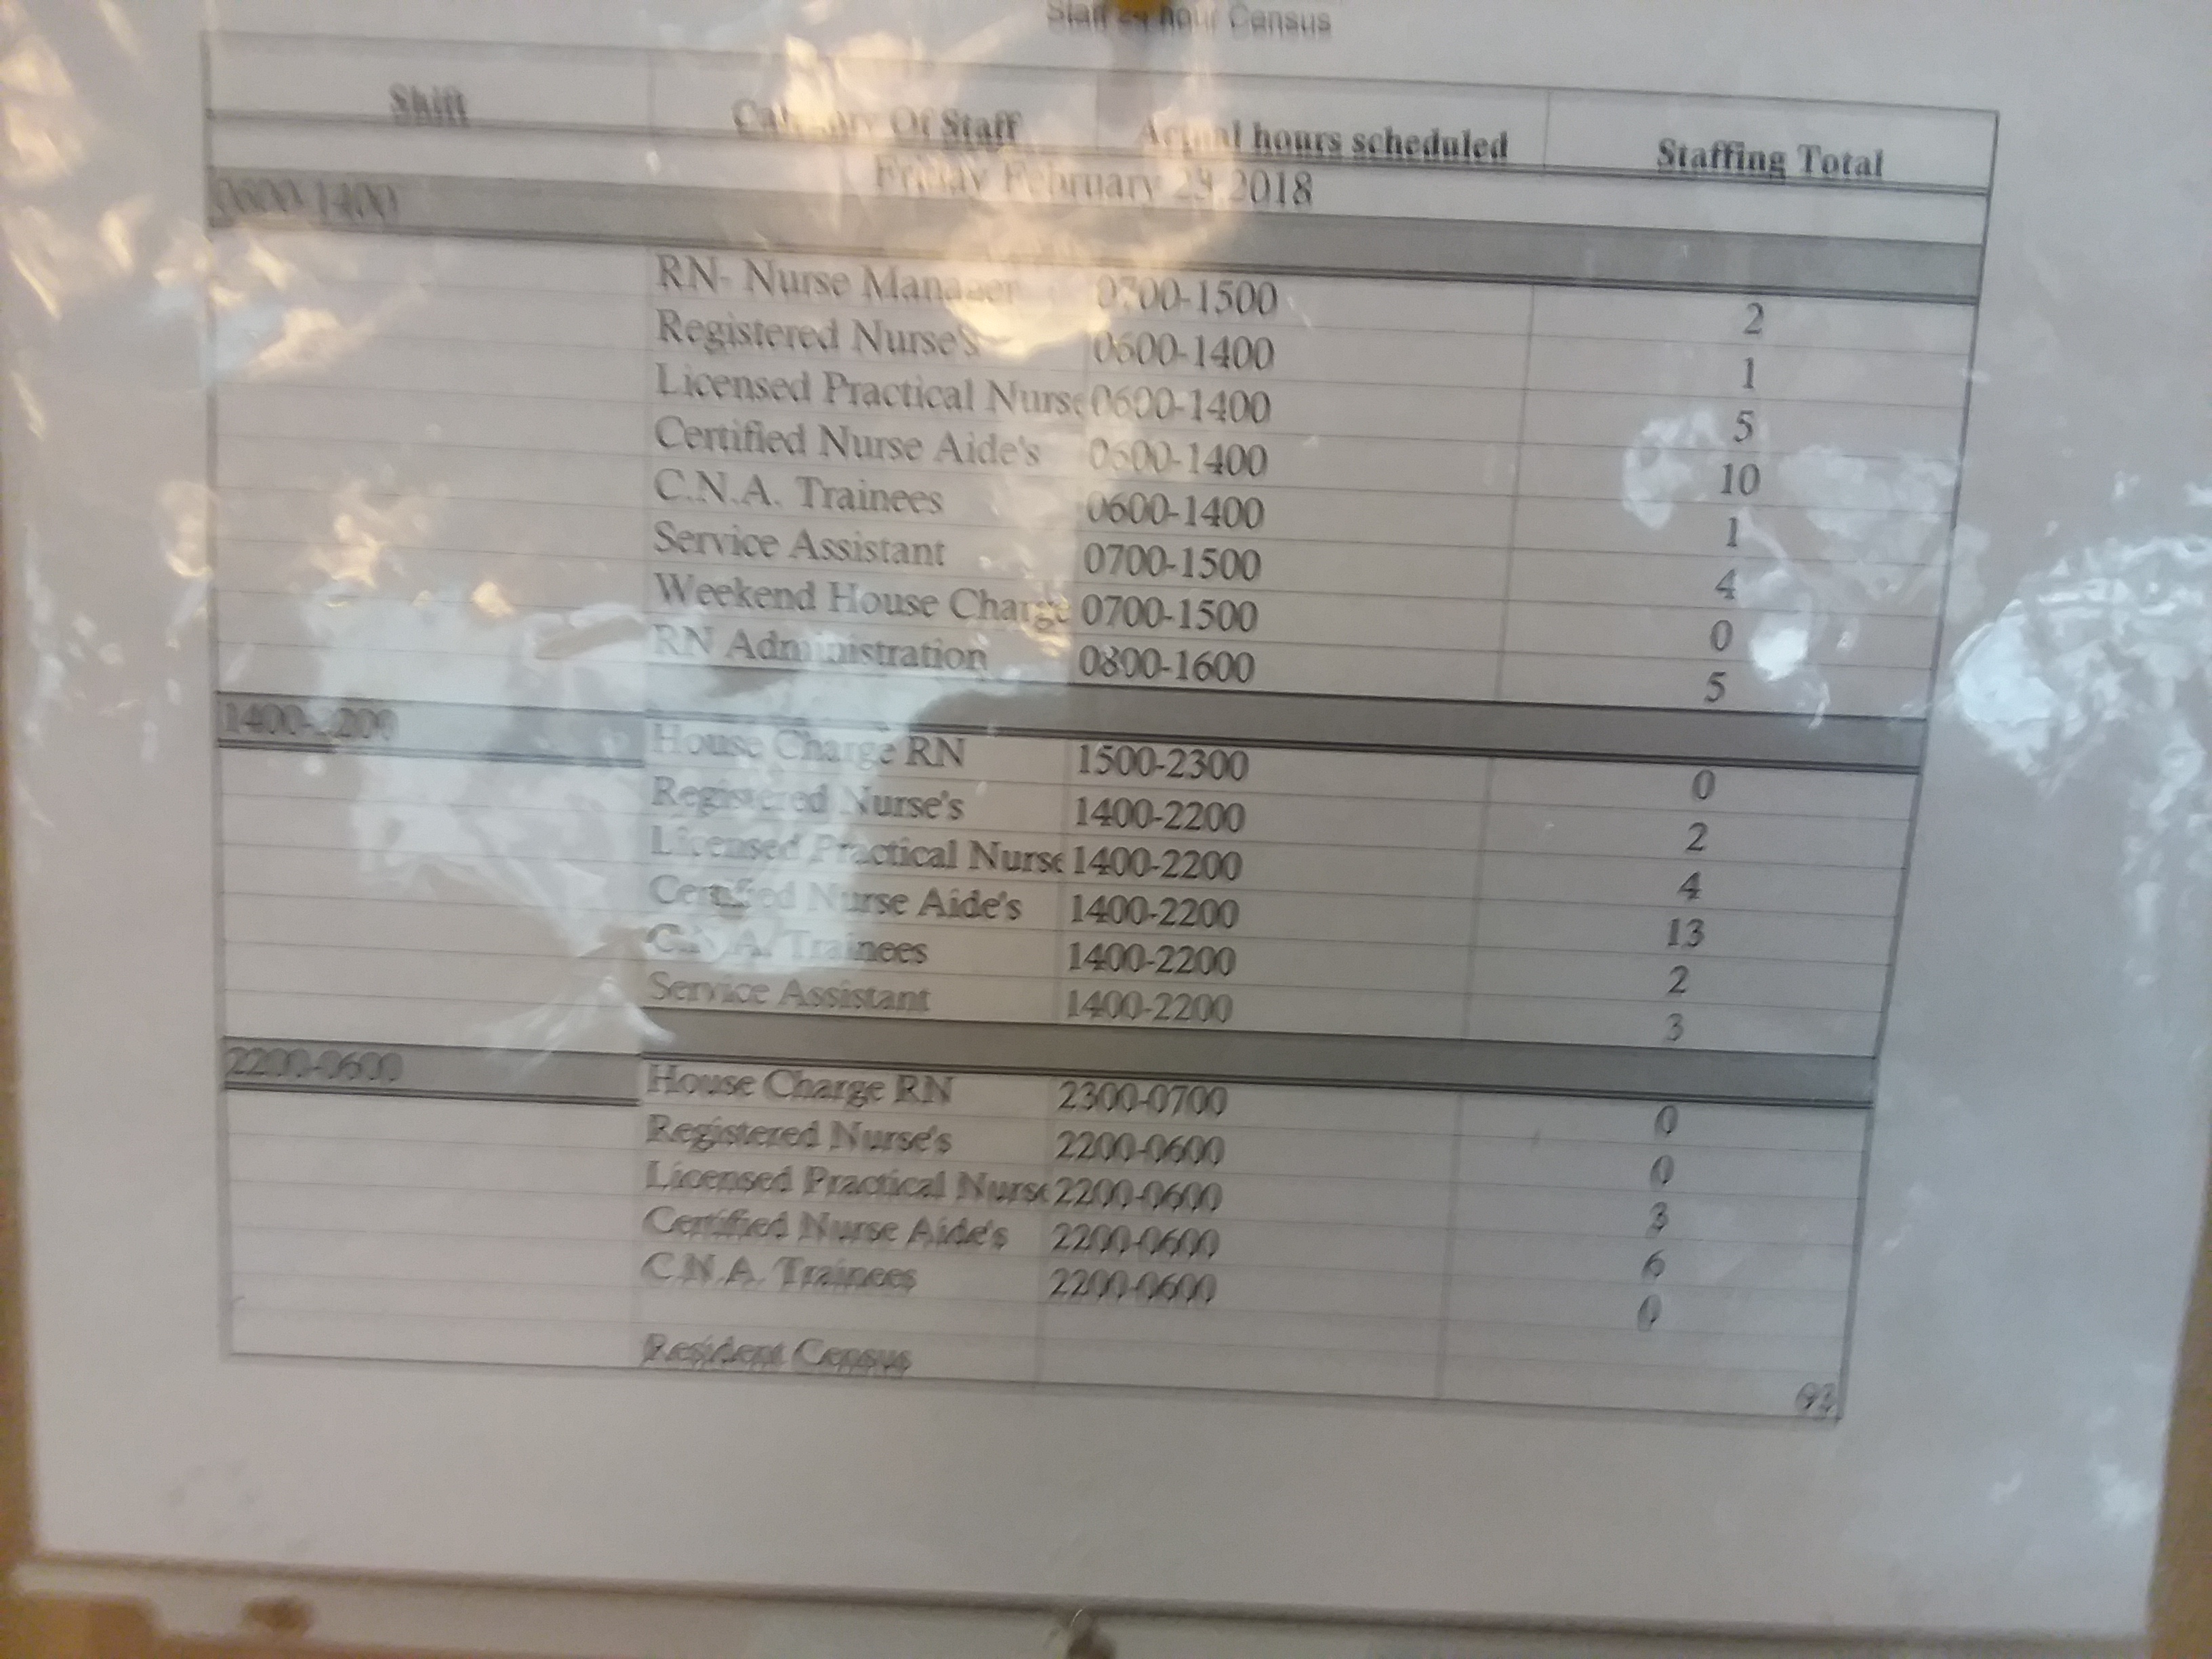 Staff 24 hour Census
Shift Category Of Staff Actual hours scheduled Staffing Total
Friday February 23, 2018
0600-1400
RN- Nurse Manager 0700-1500 2
Registered Nurse's 0600-1400 1
Licensed Practical Nurse 0600-1400 5
Certified Nurse Aide's 0600-1400 10
C.N.A. Trainees 0600-1400 1
Service Assistant 0700-1500 4
Weekend House Charge 0700-1500 0
RN Administration 0800-1600 5
1400-2200
House Charge RN 1500-2300 0
Registered Nurse's 1400-2200 2
Licensed Practical Nurse 1400-2200 4
Certified Nurse Aide's 1400-2200 13
C.N.A. Trainees 1400-2200 2
Service Assistant 1400-2200 3
2200-0600
House Charge RN 2300-0700 0
Registered Nurse's 2200-0600 0
Licensed Practical Nurse 2200-0600 3
Certified Nurse Aide's 2200-0600 6
C.N.A. Trainees 2200-0600 0
Resident Census